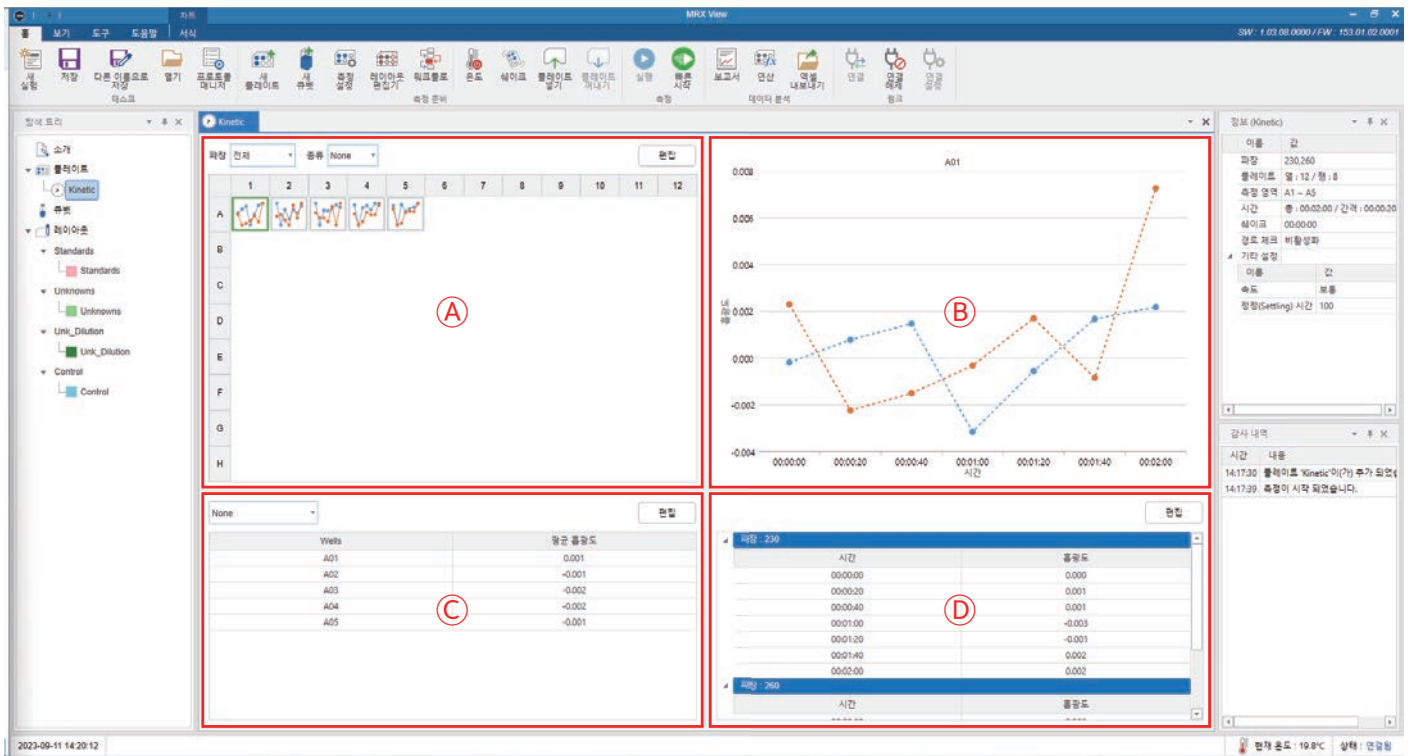 차트
MRX View
홈 보기 도구 도움말 서식
SW : 1.03.08.0000 / FW : 153.01.02.0001
새 실험
저장
다른 이름으로 저장
열기
프로토콜 매니저
새 플레이트
새 큐벳
측정 설정
레이아웃 편집기
워크플로
온도
쉐이크
플레이트 넣기
플레이트 꺼내기
실행
빠른 시작
보고서
연산
엑셀 내보내기
연결
연결 해제
연결 설정
태스크
측정 준비
측정
데이터 분석
링크
탐색 트리
소개
플레이트
Kinetic
큐벳
레이아웃
Standards
Standards
Unknowns
Unknowns
Unk_Dilution
Unk_Dilution
Control
Control
Kinetic
파장 전체 종류 None 편집
1 2 3 4 5 6 7 8 9 10 11 12
A
B
C
D
E
F
G
H
Ⓐ
A01
0.008
0.006
0.004
0.002
0.000
-0.002
-0.004
흡광도
00:00:00 00:00:20 00:00:40 00:01:00 00:01:20 00:01:40 00:02:00
시간
Ⓑ
None 편집
Wells 평균 흡광도
A01 0.001
A02 -0.001
A03 -0.002
A04 -0.002
A05 -0.001
Ⓒ
편집
파장 : 230
시간 흡광도
00:00:00 0.000
00:00:20 0.001
00:00:40 0.001
00:01:00 -0.003
00:01:20 -0.001
00:01:40 0.002
00:02:00 0.002
파장 : 260
시간 흡광도
Ⓓ
정보 (Kinetic)
이름 값
파장 230,260
플레이트 열 : 12 / 행 : 8
측정 영역 A1 ~ A5
시간 총 : 00:02:00 / 간격 : 00:00:20
쉐이크 00:00:00
경로 체크 비활성화
기타 설정
이름 값
속도 보통
정정(Settling) 시간 100
감사 내역
시간 내용
14:17:30 플레이트 'Kinetic'이(가) 추가 되었
14:17:39 측정이 시작 되었습니다.
2023-09-11 14:20:12
현재 온도 : 19.8°C 상태 : 연결됨